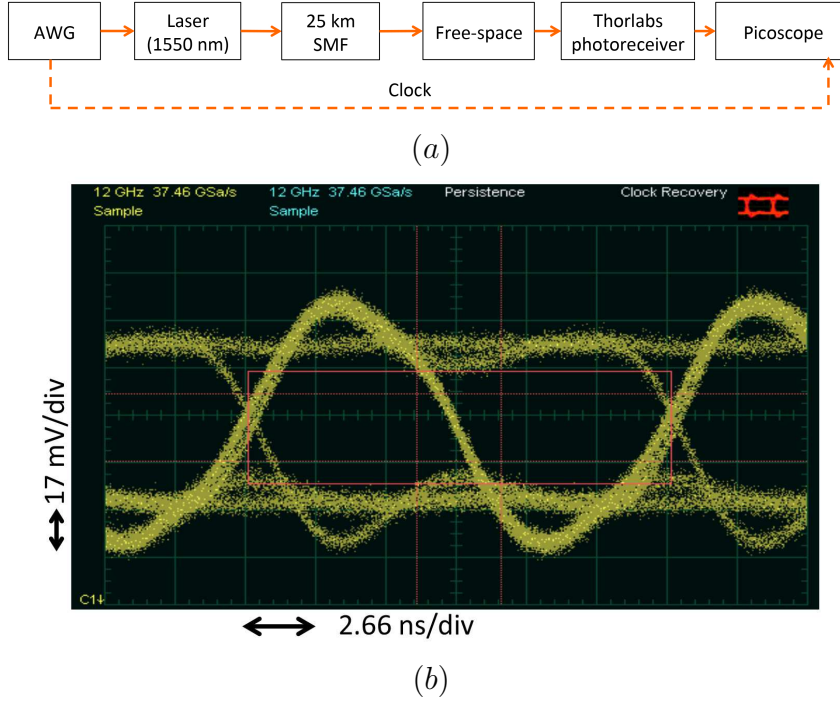 AWG
Laser
(1550 nm)
25 km
SMF
Free-space
Thorlabs
photoreceiver
Picoscope
Clock
(a)
12 GHz 37.46 GSa/s 12 GHz 37.46 GSa/s Persistence Clock Recovery
Sample Sample
17 mV/div
C1
2.66 ns/div
(b)